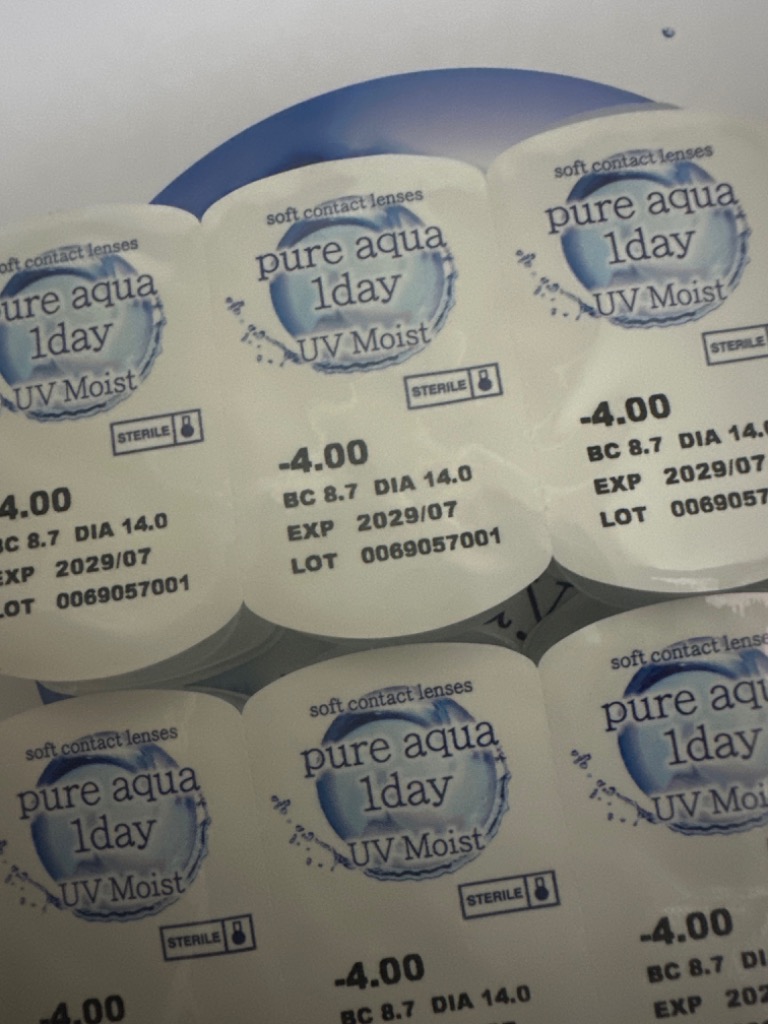 soft contact lenses
pure aqua
1day
UV Moist
STERILE
-4.00
BC 8.7 DIA 14.0
EXP 2029/07
LOT 0069057
soft contact lenses
pure aqua
1day
UV Moist
STERILE
-4.00
BC 8.7 DIA 14.0
EXP 2029/07
LOT 0069057001
oft contact lenses
ure aqua
1day
UV Moist
STERILE
4.00
BC 8.7 DIA 14.0
EXP 2029/07
LOT 0069057001
soft contact lenses
pure aqua
1day
UV Moist
STERILE
-4.00
soft contact lenses
pure aqua
1day
UV Moist
STERILE
-4.00
BC 8.7 DIA 14.0
soft contact lense
pure aqu
1day
UV Moi
-4.00
BC 8.7 DI
EXP 202